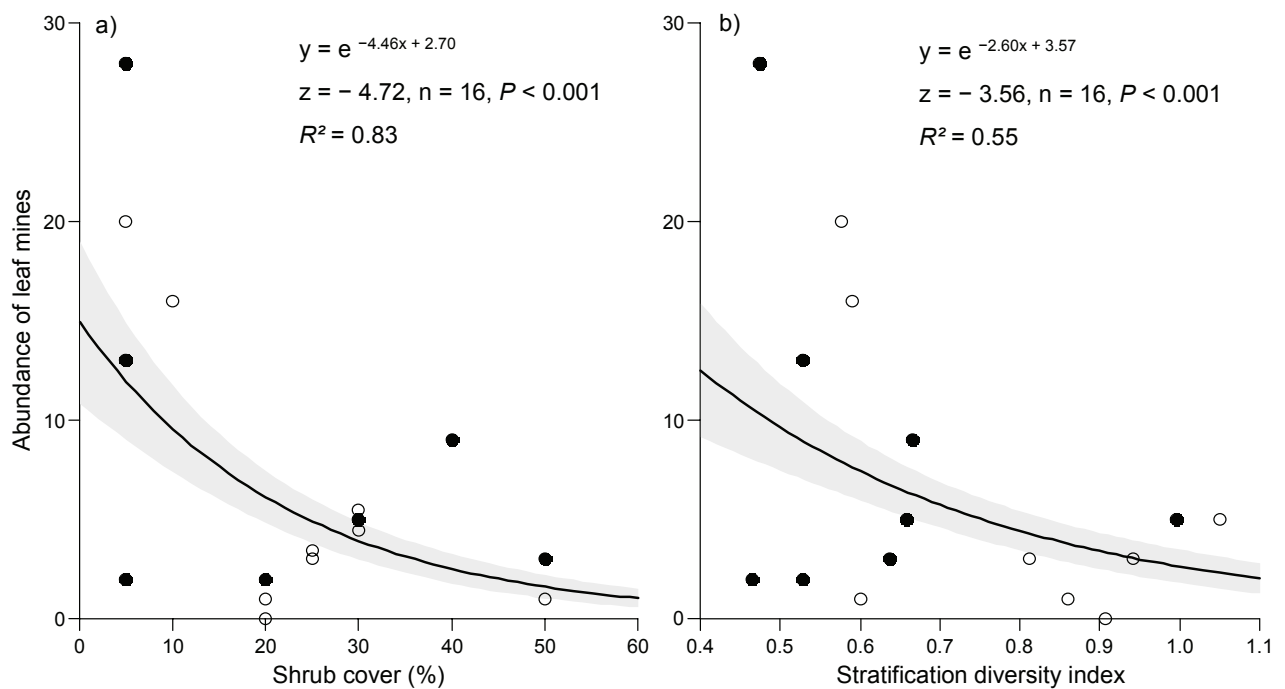 a)
y = e −4.46x + 2.70
z = − 4.72, n = 16, P < 0.001
R² = 0.83
30
20
10
0
Abundance of leaf mines
0 10 20 30 40 50 60
Shrub cover (%)
b)
y = e −2.60x + 3.57
z = − 3.56, n = 16, P < 0.001
R² = 0.55
30
20
10
0
0.4 0.5 0.6 0.7 0.8 0.9 1.0 1.1
Stratification diversity index